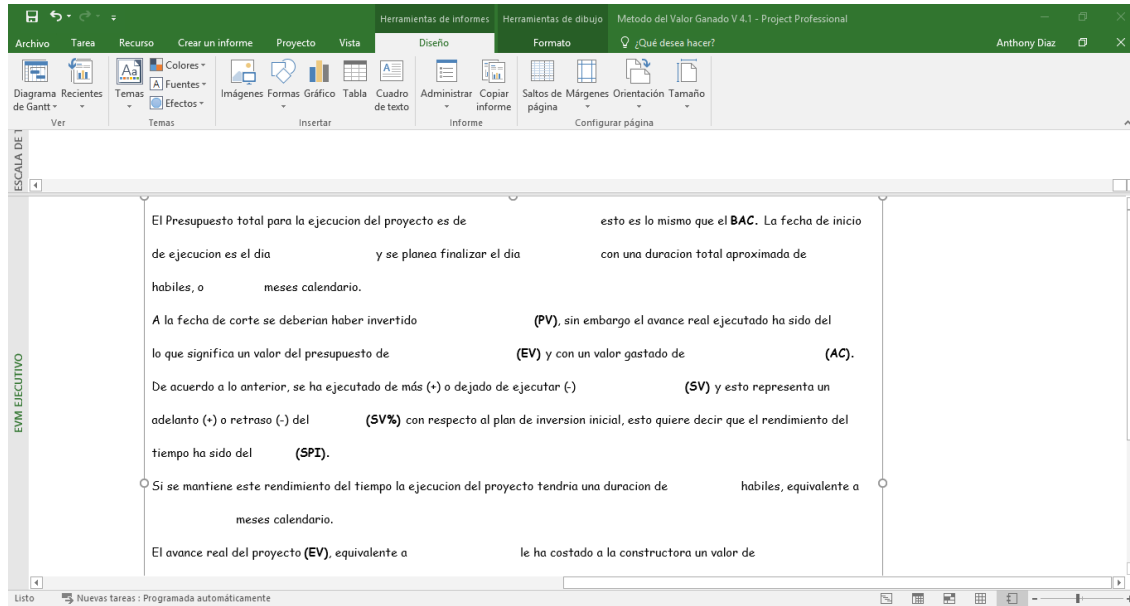 Herramientas de informes Herramientas de dibujo Metodo del Valor Ganado V 4.1 - Project Professional
Archivo Tarea Recurso Crear un informe Proyecto Vista Diseño Formato ¿Qué desea hacer? Anthony Diaz
Diagrama de Gantt Recientes Temas Colores Fuentes Efectos Imágenes Formas Gráfico Tabla Cuadro de texto Administrar Copiar informe Saltos de página Márgenes Orientación Tamaño
Ver Temas Insertar Informe Configurar página
ESCALA DE
El Presupuesto total para la ejecucion del proyecto es de esto es lo mismo que el BAC. La fecha de inicio
de ejecucion es el dia y se planea finalizar el dia con una duracion total aproximada de
habiles, o meses calendario.
A la fecha de corte se deberian haber invertido (PV), sin embargo el avance real ejecutado ha sido del
lo que significa un valor del presupuesto de (EV) y con un valor gastado de (AC).
De acuerdo a lo anterior, se ha ejecutado de más (+) o dejado de ejecutar (-) (SV) y esto representa un
adelanto (+) o retraso (-) del (SV%) con respecto al plan de inversion inicial, esto quiere decir que el rendimiento del
tiempo ha sido del (SPI).
Si se mantiene este rendimiento del tiempo la ejecucion del proyecto tendria una duracion de habiles, equivalente a
meses calendario.
El avance real del proyecto (EV), equivalente a le ha costado a la constructora un valor de
EVM EJECUTIVO
Listo Nuevas tareas : Programada automáticamente